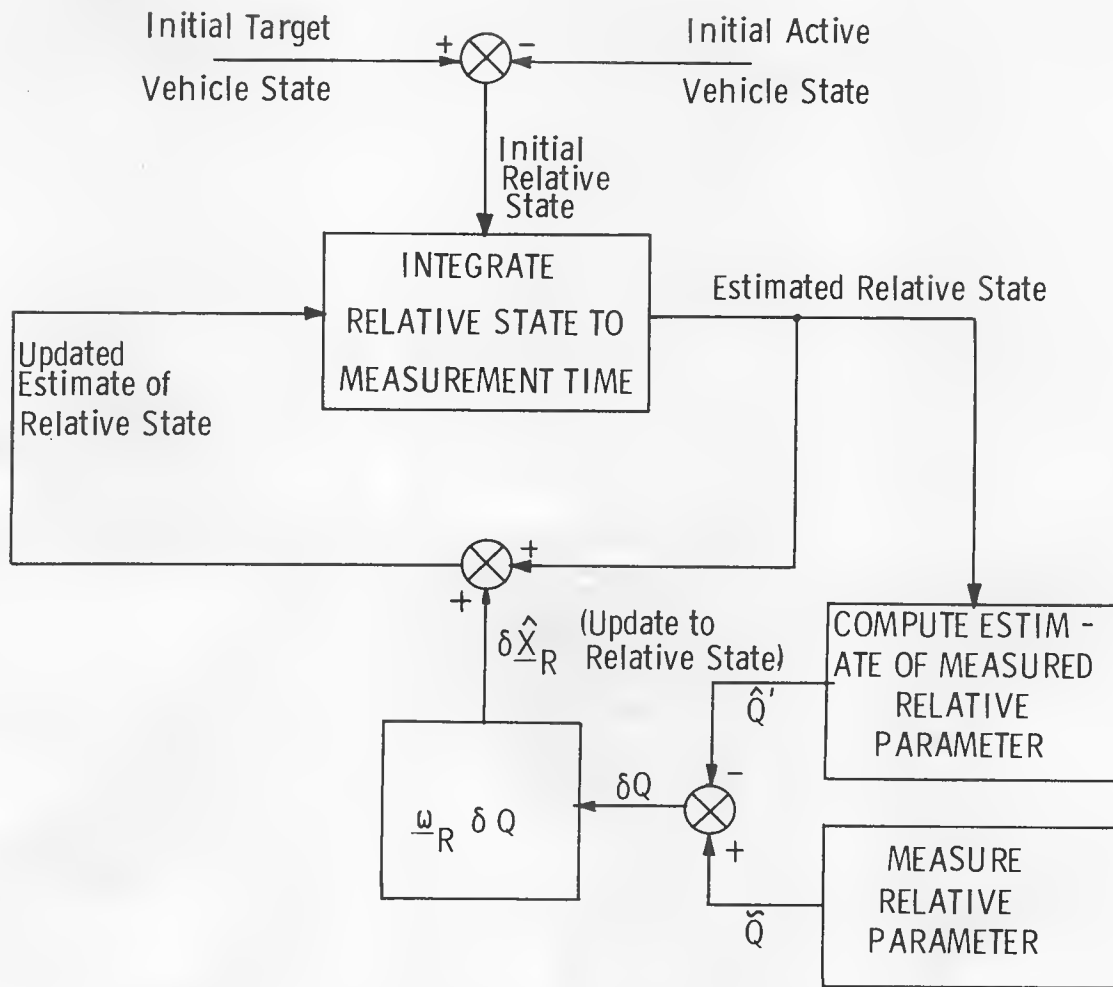 Initial Target
Vehicle State
+
-
Initial Active
Vehicle State
Initial
Relative
State
INTEGRATE
RELATIVE STATE TO
MEASUREMENT TIME
Estimated Relative State
Updated
Estimate of
Relative State
+
+
δX̲̂_R
(Update to
Relative State)
COMPUTE ESTIM -
ATE OF MEASURED
RELATIVE
PARAMETER
Q̂'
-
δQ
ω̲_R δ Q
+
Q̃
MEASURE
RELATIVE
PARAMETER